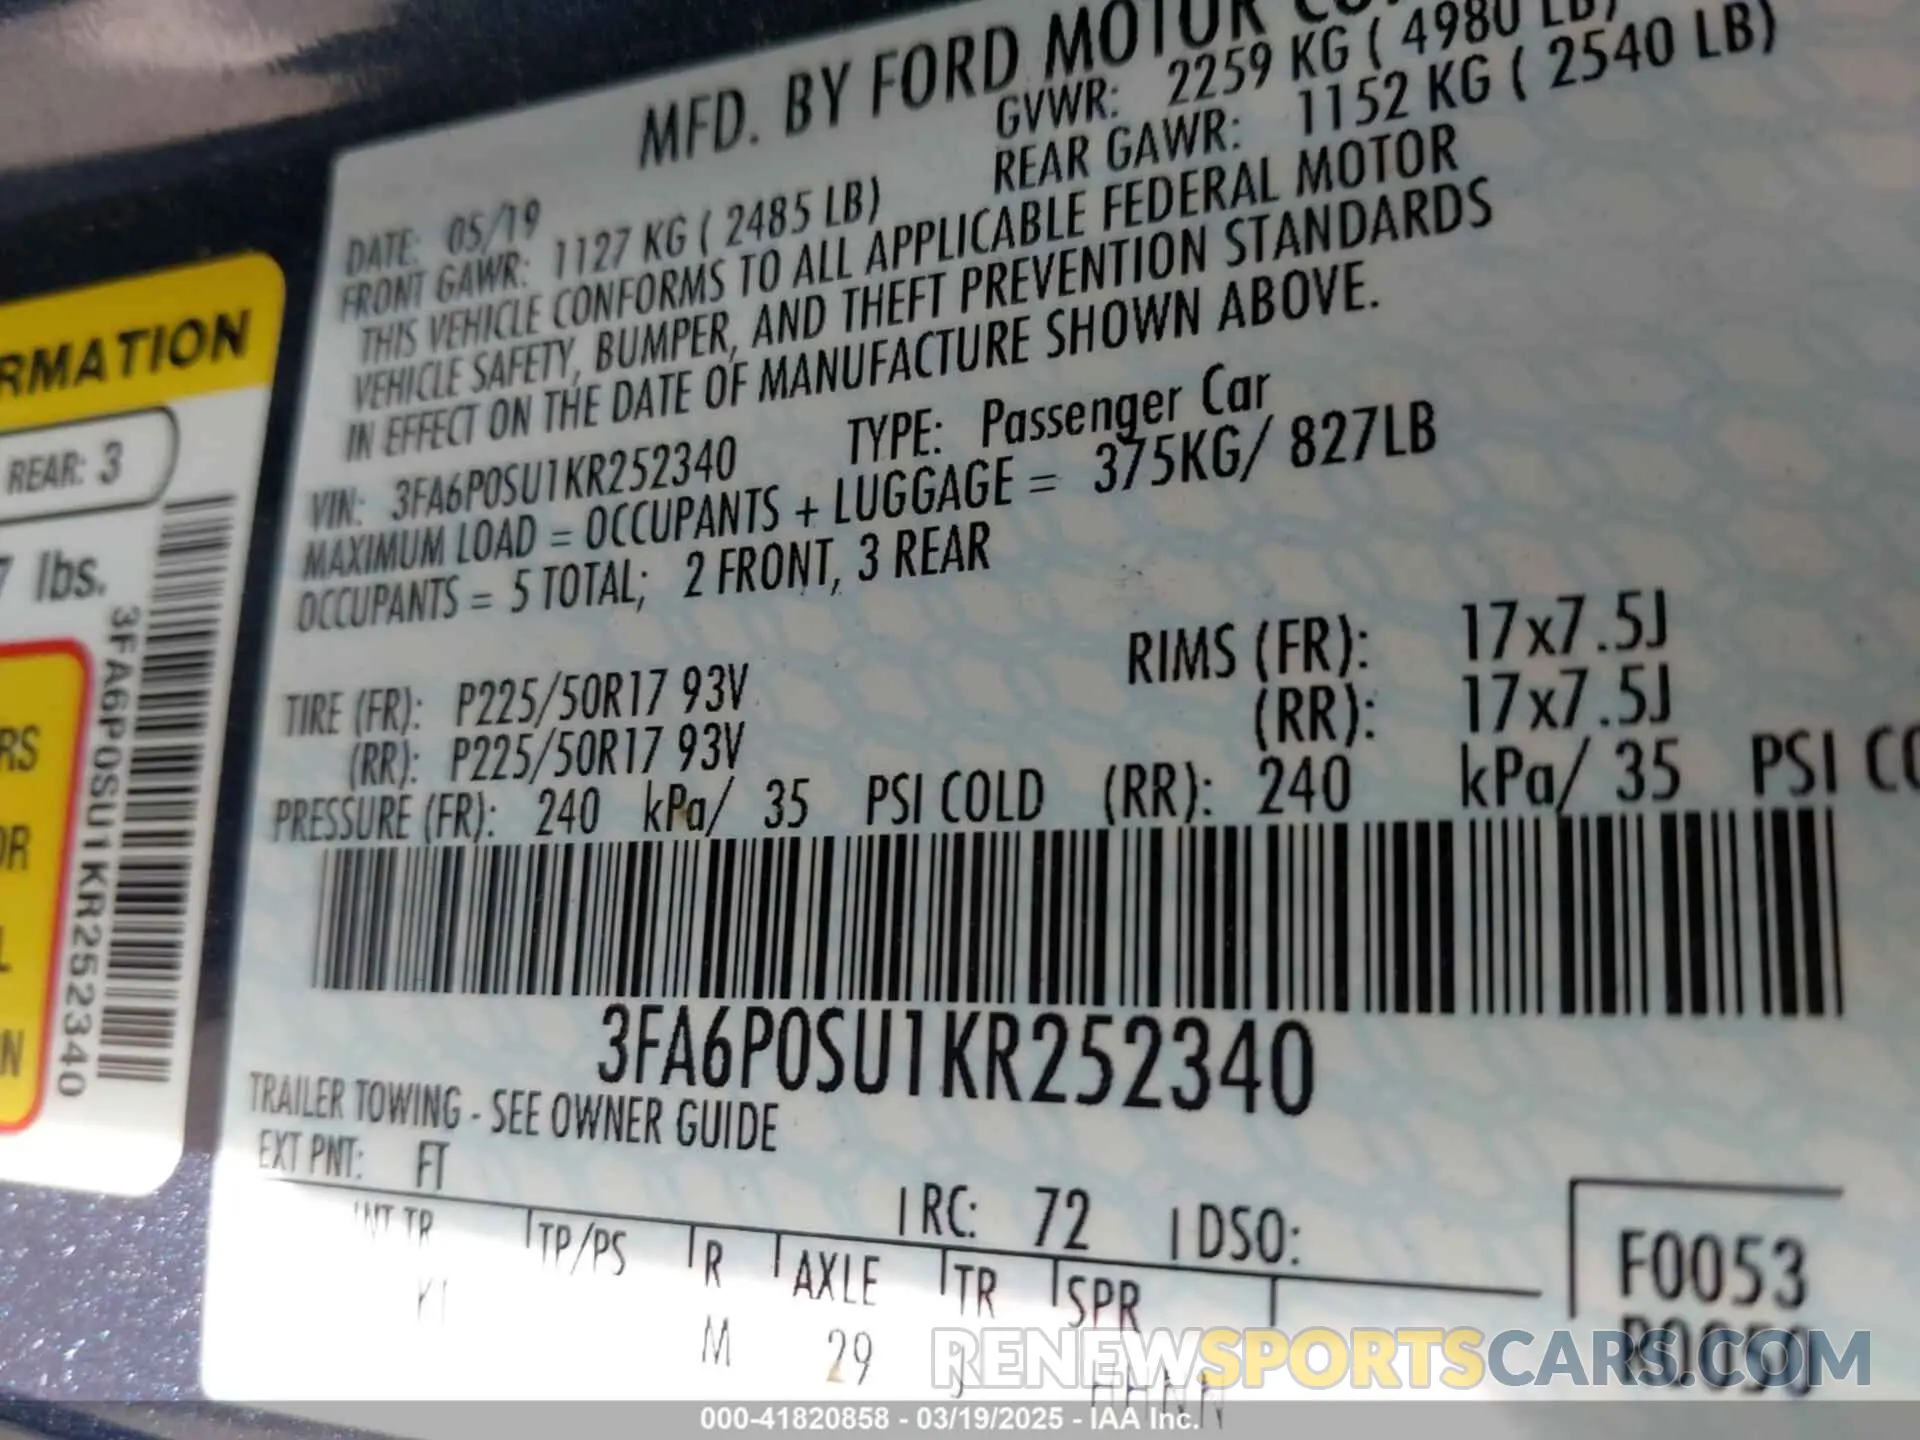 MFD. BY FORD MOTOR CO.
GVWR: 2259 KG ( 4980 LB)
DATE: 05/19
REAR GAWR: 1152 KG ( 2540 LB)
FRONT GAWR: 1127 KG ( 2485 LB)
THIS VEHICLE CONFORMS TO ALL APPLICABLE FEDERAL MOTOR
VEHICLE SAFETY, BUMPER, AND THEFT PREVENTION STANDARDS
IN EFFECT ON THE DATE OF MANUFACTURE SHOWN ABOVE.
VIN: 3FA6P0SU1KR252340 TYPE: Passenger Car
MAXIMUM LOAD = OCCUPANTS + LUGGAGE = 375KG/ 827LB
OCCUPANTS = 5 TOTAL; 2 FRONT, 3 REAR
TIRE (FR): P225/50R17 93V RIMS (FR): 17x7.5J
(RR): P225/50R17 93V (RR): 17x7.5J
PRESSURE (FR): 240 kPa/ 35 PSI COLD (RR): 240 kPa/ 35 PSI CO
3FA6P0SU1KR252340
TRAILER TOWING - SEE OWNER GUIDE
EXT PNT: FT RC: 72 DSO:
INT TR TP/PS R AXLE TR SPR
M 29
F0053
R0050
RMATION
REAR: 3
7 lbs.
3FA6P0SU1KR252340
RS
OR
L
N
RENEWSPORTSCARS.COM
000-41820858 - 03/19/2025 - IAA Inc.